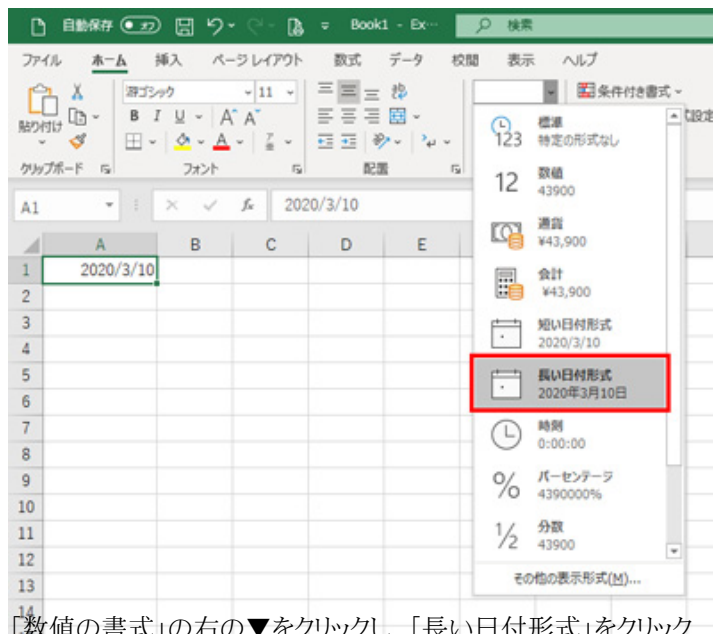 自動保存 オフ Book1 - Ex… 検索
ファイル ホーム 挿入 ページ レイアウト 数式 データ 校閲 表示 ヘルプ
貼り付け
游ゴシック 11
B I U A A
条件付き書式
クリップボード フォント 配置
A1 fx 2020/3/10
A B C D E
1 2020/3/10
2
3
4
5
6
7
8
9
10
11
12
13
14
123 標準
特定の形式なし
12 数値
43900
通貨
¥43,900
会計
¥43,900
短い日付形式
2020/3/10
長い日付形式
2020年3月10日
時刻
0:00:00
% パーセンテージ
4390000%
1/2 分数
43900
その他の表示形式(M)...
「数値の書式」の右の▼をクリックし、「長い日付形式」をクリック